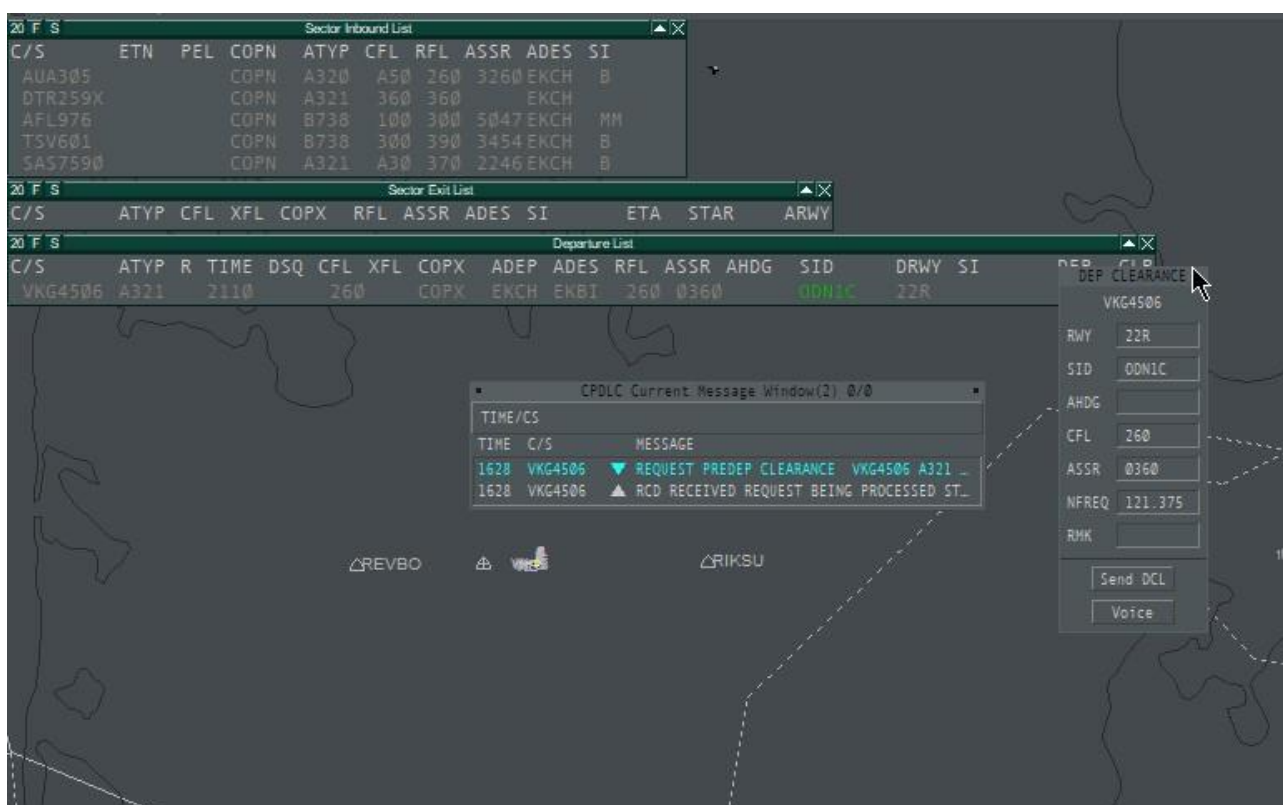 20 F S Sector Inbound List
C/S ETN PEL COPN ATYP CFL RFL ASSR ADES SI
AUA305 COPN A320 A50 260 3260 EKCH B
DTR259X COPN A321 360 360 EKCH
AFL976 COPN B738 100 300 5047 EKCH MM
TSV601 COPN B738 300 390 3454 EKCH B
SAS7590 COPN A321 A30 370 2246 EKCH B
20 F S Sector Exit List
C/S ATYP CFL XFL COPX RFL ASSR ADES SI ETA STAR ARWY
20 F S Departure List
C/S ATYP R TIME DSQ CFL XFL COPX ADEP ADES RFL ASSR AHDG SID DRWY SI DEP CLR
VKG4506 A321 2110 260 COPX EKCH EKBI 260 0360 ODN1C 22R
DEP CLEARANCE
VKG4506
RWY 22R
SID ODN1C
AHDG
CFL 260
ASSR 0360
NFREQ 121.375
RMK
Send DCL
Voice
CPDLC Current Message Window(2) 0/0
TIME/CS
TIME C/S MESSAGE
1628 VKG4506 ▼ REQUEST PREDEP CLEARANCE VKG4506 A321 …
1628 VKG4506 ▲ RCD RECEIVED REQUEST BEING PROCESSED ST…
REVBO
RIKSU